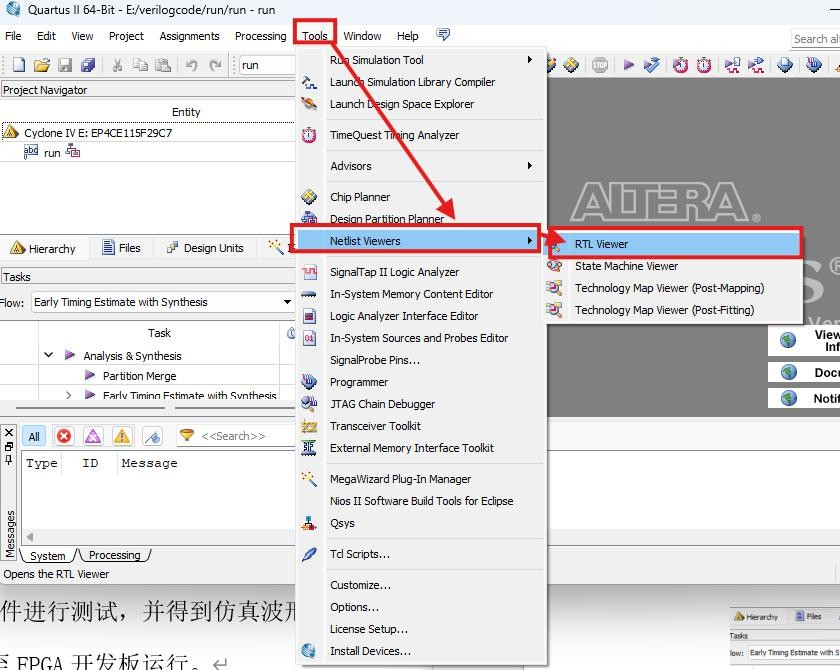 Quartus II 64-Bit - E:/verilogcode/run/run - run
File Edit View Project Assignments Processing Tools Window Help
Search
run
Project Navigator
Entity
Cyclone IV E: EP4CE115F29C7
run
Hierarchy Files Design Units
Tasks
Flow: Early Timing Estimate with Synthesis
Task
Analysis & Synthesis
Partition Merge
Early Timing Estimate with Synthesis
All <<Search>>
Type ID Message
Messages
System Processing
Opens the RTL Viewer
Run Simulation Tool
Launch Simulation Library Compiler
Launch Design Space Explorer
TimeQuest Timing Analyzer
Advisors
Chip Planner
Design Partition Planner
Netlist Viewers
SignalTap II Logic Analyzer
In-System Memory Content Editor
Logic Analyzer Interface Editor
In-System Sources and Probes Editor
SignalProbe Pins...
Programmer
JTAG Chain Debugger
Transceiver Toolkit
External Memory Interface Toolkit
MegaWizard Plug-In Manager
Nios II Software Build Tools for Eclipse
Qsys
Tcl Scripts...
Customize...
Options...
License Setup...
Install Devices...
RTL Viewer
State Machine Viewer
Technology Map Viewer (Post-Mapping)
Technology Map Viewer (Post-Fitting)
ALTERA®
件进行测试，并得到仿真波形
FPGA 开发板运行。
Hierarchy Files
Tasks
Flow: Early Timing Estimate with Synthesis